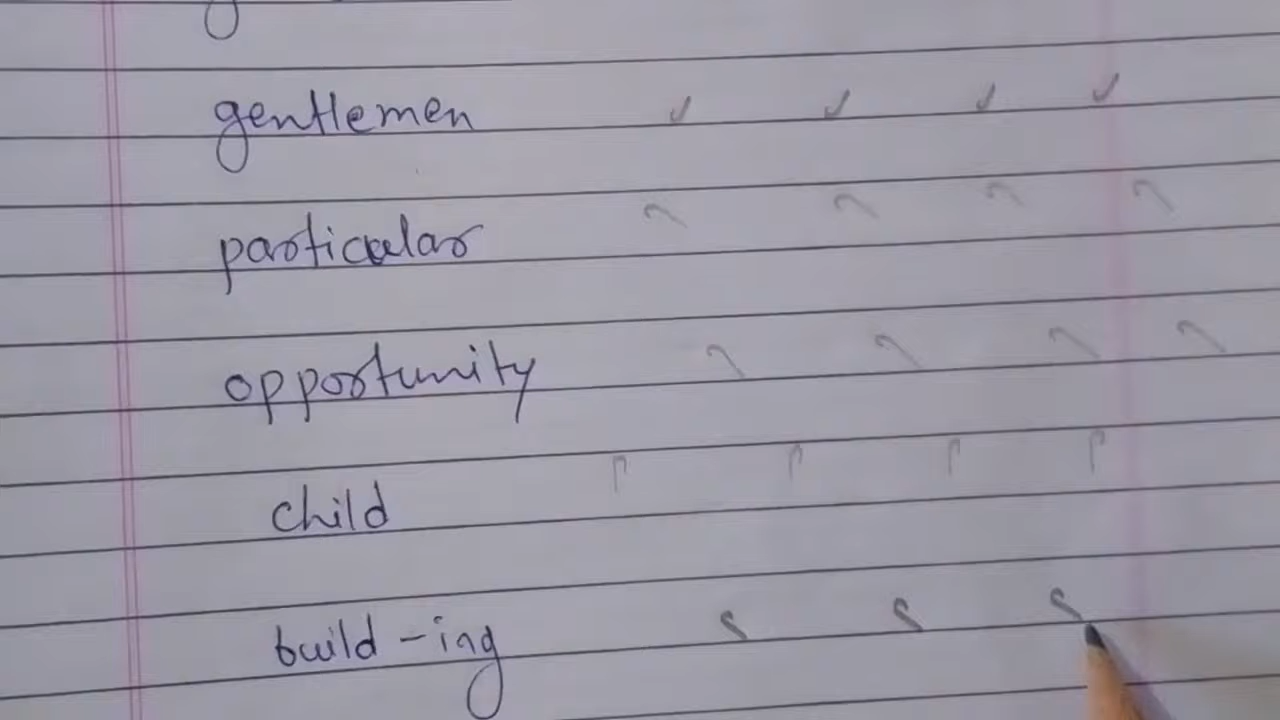 gentlemen
particular
opportunity
child
build-ing